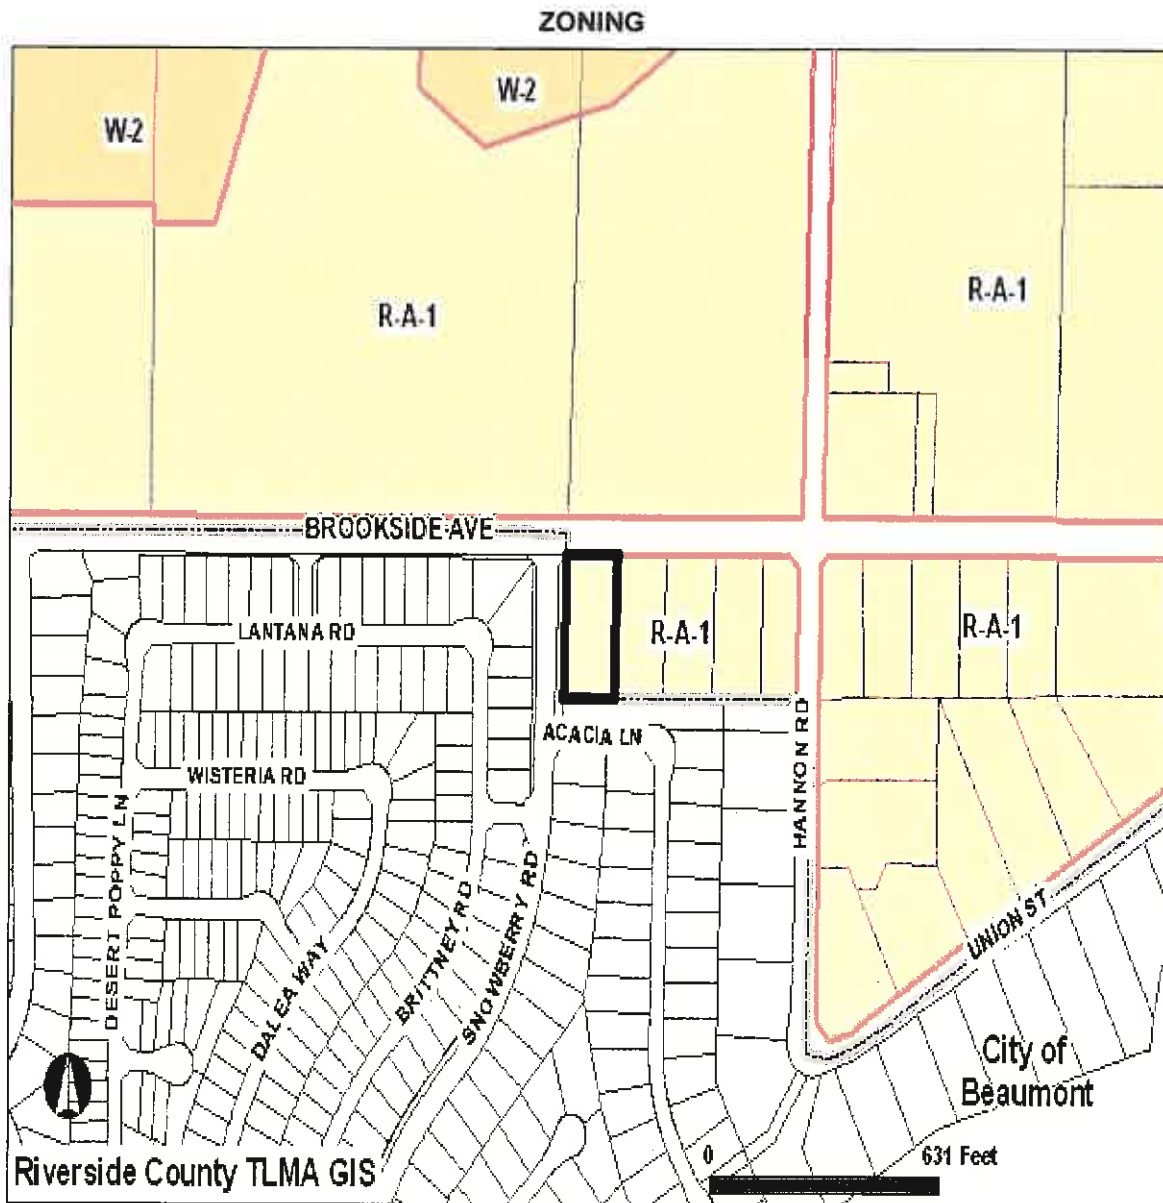 ZONING
W-2
W-2
R-A-1
R-A-1
BROOKSIDE AVE
LANTANA RD
R-A-1
R-A-1
ACACIA LN
WISTERIA RD
HANNON RD
DESERT POPPY LN
DALEA WAY
BRITTNEY RD
SNOWBERRY RD
UNION ST
City of
Beaumont
Riverside County TLMA GIS
0
631 Feet